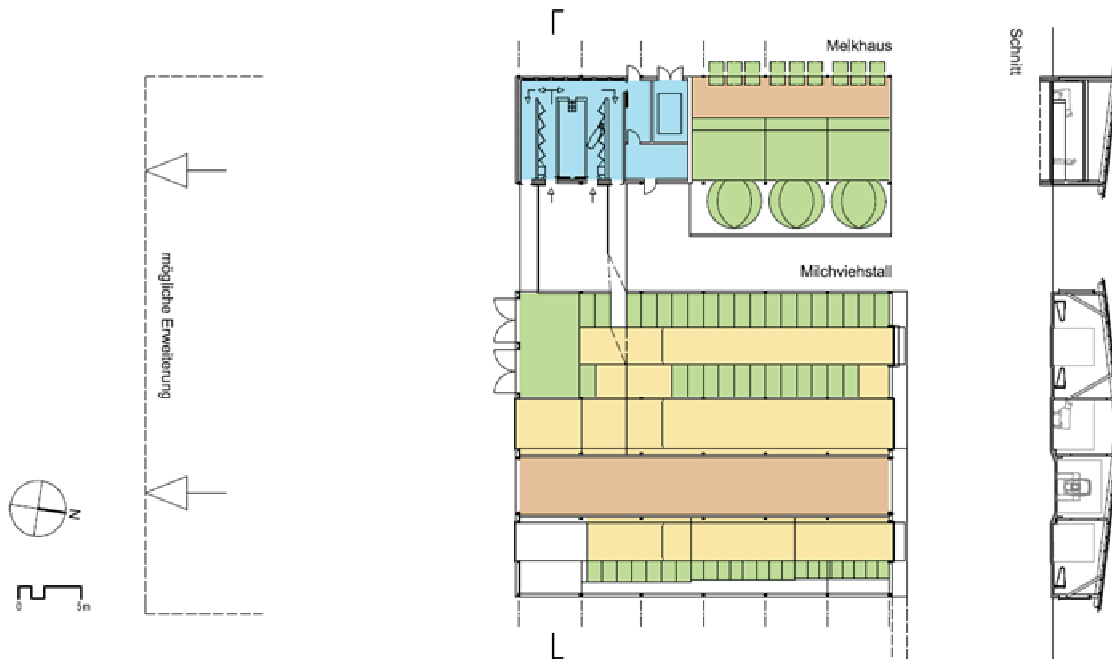 Melkhaus
Schnitt
Milchviehstall
mögliche Erweiterung
N
0 5m